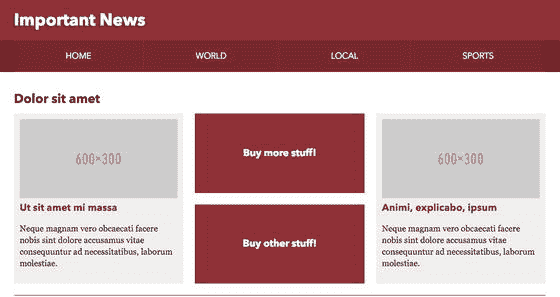 Important News
HOME
WORLD
LOCAL
SPORTS
Dolor sit amet
600×300
Ut sit amet mi massa
Neque magnam vero obcaecati facere
nobis sint dolore accusamus vitae
consequuntur ad necessitatibus, laborum
molestiae.
Buy more stuff!
Buy other stuff!
600×300
Animi, explicabo, ipsum
Neque magnam vero obcaecati facere
nobis sint dolore accusamus vitae
consequuntur ad necessitatibus, laborum
molestiae.